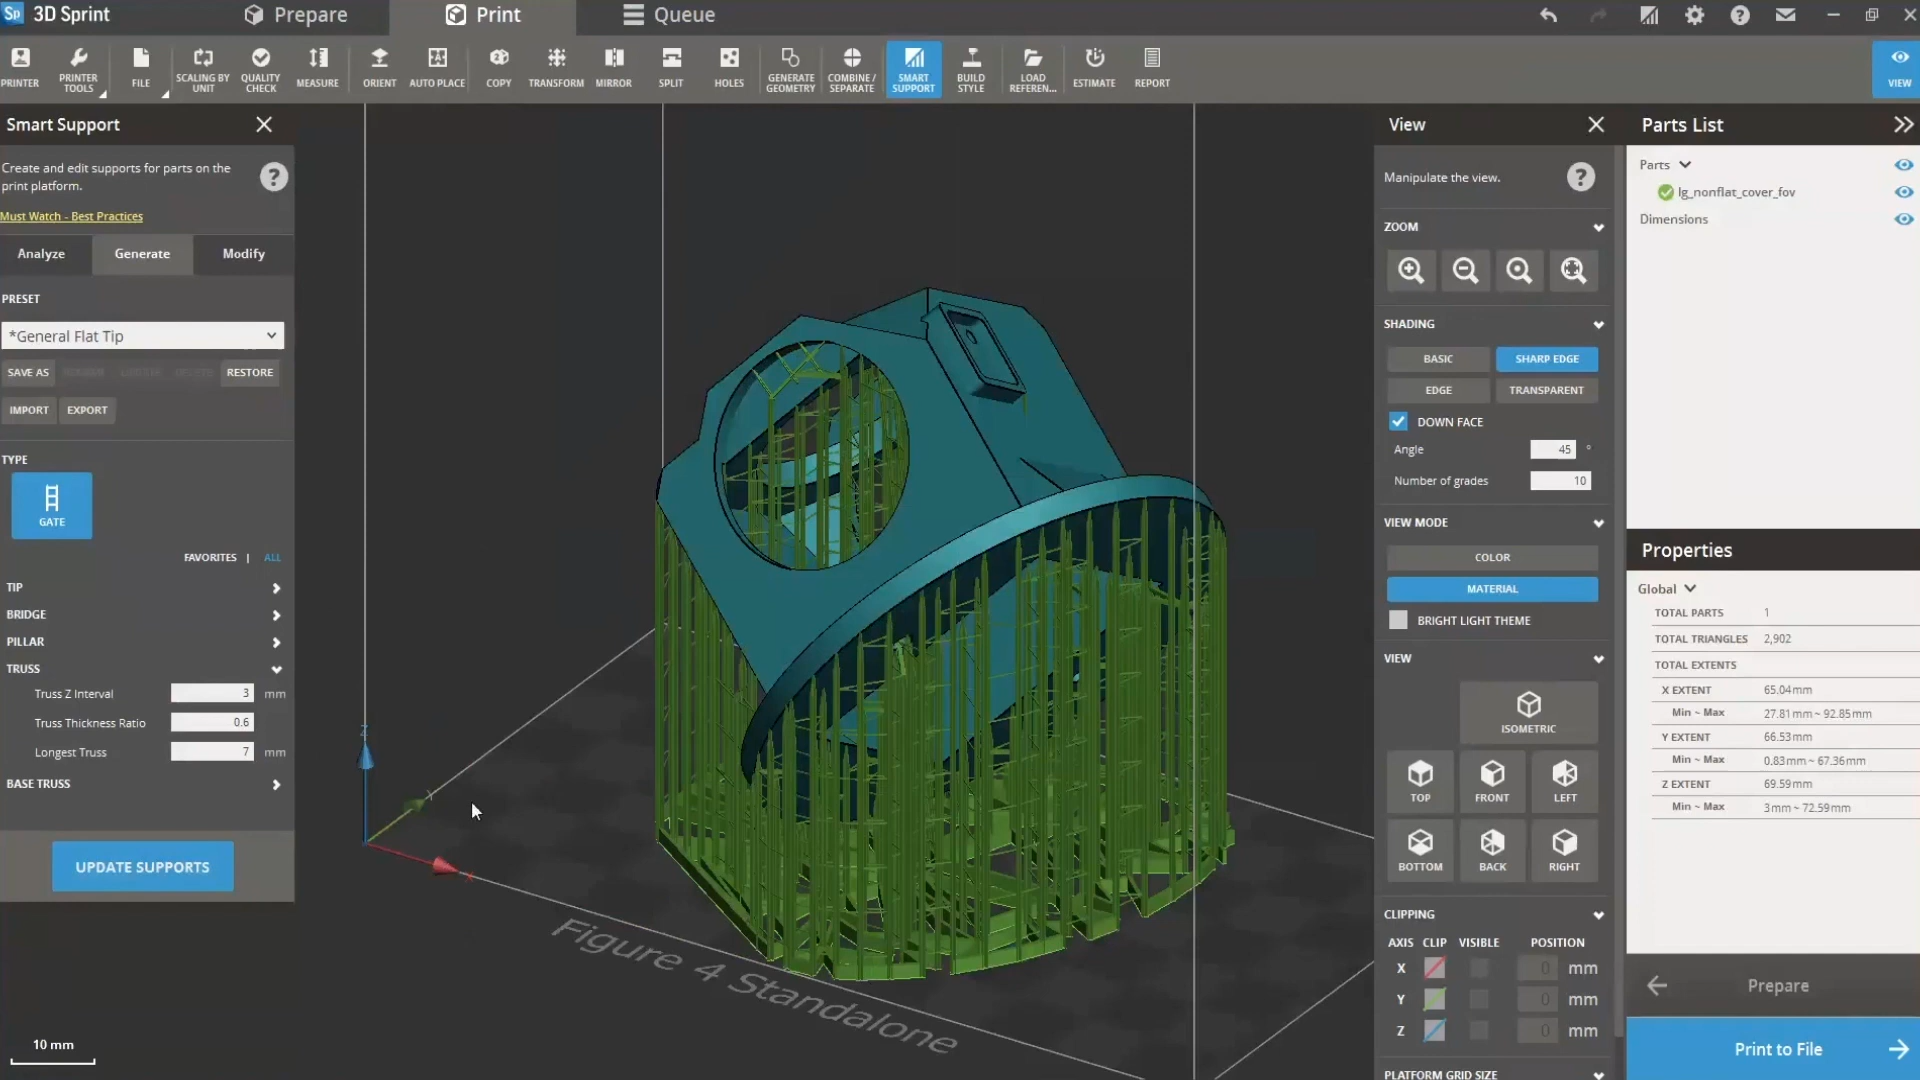 Sp 3D Sprint
Prepare
Print
Queue
PRINTER
PRINTER TOOLS
FILE
SCALING BY UNIT
QUALITY CHECK
MEASURE
ORIENT
AUTO PLACE
COPY
TRANSFORM
MIRROR
SPLIT
HOLES
GENERATE GEOMETRY
COMBINE / SEPARATE
SMART SUPPORT
BUILD STYLE
LOAD REFEREN...
ESTIMATE
REPORT
VIEW
Smart Support
Create and edit supports for parts on the
print platform.
Must Watch - Best Practices
Analyze
Generate
Modify
PRESET
*General Flat Tip
SAVE AS
RESTORE
IMPORT
EXPORT
TYPE
GATE
FAVORITES | ALL
TIP
BRIDGE
PILLAR
TRUSS
Truss Z Interval 3 mm
Truss Thickness Ratio 0.6
Longest Truss 7 mm
BASE TRUSS
UPDATE SUPPORTS
10 mm
Z
Y
X
Figure 4 Standalone
View
Manipulate the view.
ZOOM
SHADING
BASIC
SHARP EDGE
EDGE
TRANSPARENT
DOWN FACE
Angle 45 °
Number of grades 10
VIEW MODE
COLOR
MATERIAL
BRIGHT LIGHT THEME
VIEW
ISOMETRIC
TOP
FRONT
LEFT
BOTTOM
BACK
RIGHT
CLIPPING
AXIS CLIP VISIBLE POSITION
X 0 mm
Y 0 mm
Z 0 mm
PLATFORM GRID SIZE
Parts List
Parts
lg_nonflat_cover_fov
Dimensions
Properties
Global
TOTAL PARTS 1
TOTAL TRIANGLES 2,902
TOTAL EXTENTS
X EXTENT 65.04mm
Min ~ Max 27.81mm ~ 92.85mm
Y EXTENT 66.53mm
Min ~ Max 0.83mm ~ 67.36mm
Z EXTENT 69.59mm
Min ~ Max 3mm ~ 72.59mm
Prepare
Print to File